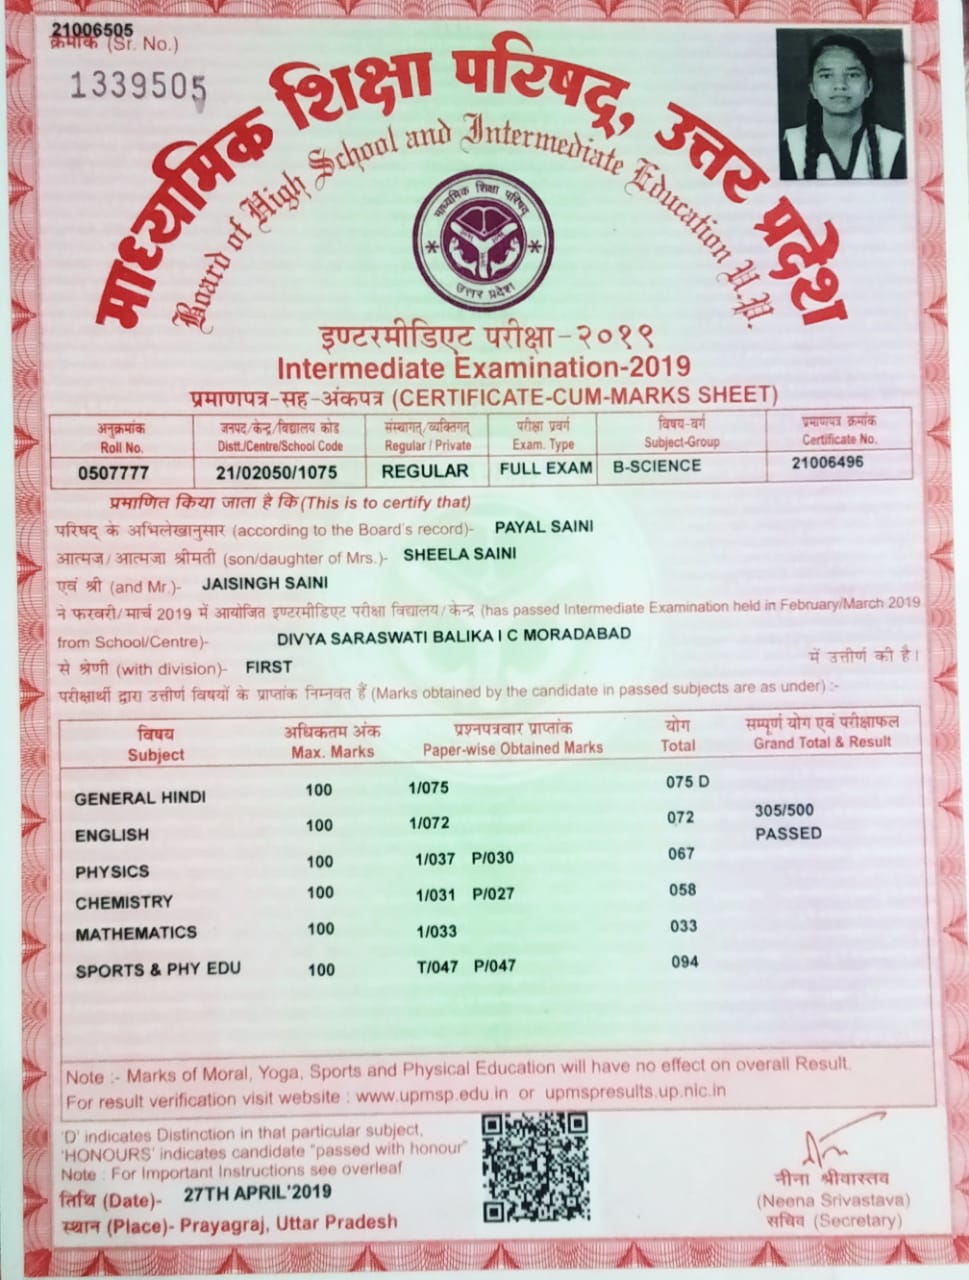 21006505
क्रमांक (Sr. No.)
1339505
माध्यमिक शिक्षा परिषद्, उत्तर प्रदेश
Board of High School and Intermediate Education U.P.
माध्यमिक शिक्षा परिषद्
उत्तर प्रदेश
इण्टरमीडिएट परीक्षा-२०१९
Intermediate Examination-2019
प्रमाणपत्र-सह-अंकपत्र (CERTIFICATE-CUM-MARKS SHEET)
अनुक्रमांक जनपद/केन्द्र/विद्यालय कोड संस्थागत्/व्यक्तिगत् परीक्षा प्रवर्ग विषय-वर्ग प्रमाणपत्र क्रमांक
Roll No. Distt./Centre/School Code Regular / Private Exam. Type Subject-Group Certificate No.
0507777 21/02050/1075 REGULAR FULL EXAM B-SCIENCE 21006496
प्रमाणित किया जाता है कि (This is to certify that)
परिषद् के अभिलेखानुसार (according to the Board's record)- PAYAL SAINI
आत्मज/आत्मजा श्रीमती (son/daughter of Mrs.)- SHEELA SAINI
एवं श्री (and Mr.)- JAISINGH SAINI
ने फरवरी/मार्च 2019 में आयोजित इण्टरमीडिएट परीक्षा विद्यालय/केन्द्र (has passed Intermediate Examination held in February/March 2019
from School/Centre)- DIVYA SARASWATI BALIKA I C MORADABAD
से श्रेणी (with division)- FIRST में उत्तीर्ण की है।
परीक्षार्थी द्वारा उत्तीर्ण विषयों के प्राप्तांक निम्नवत हैं (Marks obtained by the candidate in passed subjects are as under) :-
विषय अधिकतम अंक प्रश्नपत्रवार प्राप्तांक योग सम्पूर्ण योग एवं परीक्षाफल
Subject Max. Marks Paper-wise Obtained Marks Total Grand Total & Result
GENERAL HINDI 100 1/075 075 D
305/500
ENGLISH 100 1/072 072
PASSED
PHYSICS 100 1/037 P/030 067
CHEMISTRY 100 1/031 P/027 058
MATHEMATICS 100 1/033 033
SPORTS & PHY EDU 100 T/047 P/047 094
Note :- Marks of Moral, Yoga, Sports and Physical Education will have no effect on overall Result.
For result verification visit website : www.upmsp.edu.in or upmspresults.up.nic.in
'D' indicates Distinction in that particular subject,
'HONOURS' indicates candidate "passed with honour"
Note : For Important Instructions see overleaf
तिथि (Date)- 27TH APRIL'2019
स्थान (Place)- Prayagraj, Uttar Pradesh
नीना श्रीवास्तव
(Neena Srivastava)
सचिव (Secretary)